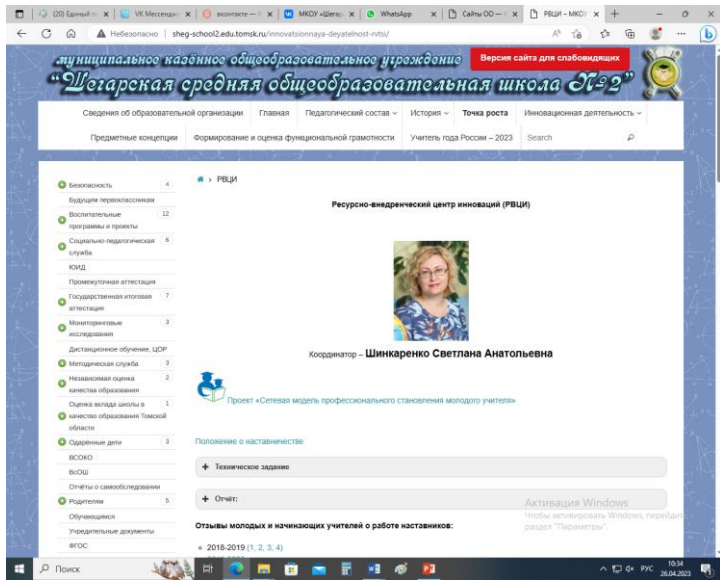 (20) Единый
VK Мессендж
вконтакте —
МКОУ «Шегар
WhatsApp
Сайты ОО —
РВЦИ – МКО
Небезопасно | sheg-school2.edu.tomsk.ru/innovatsionnaya-deyatelnost-rvtsi/
муниципальное казённое общеобразовательное учреждение
Версия сайта для слабовидящих
“Шегарская средняя общеобразовательная школа №2”
Сведения об образовательной организации Главная Педагогический состав История Точка роста Инновационная деятельность
Предметные концепции Формирование и оценка функциональной грамотности Учитель года России – 2023 Search
Безопасность 4
Будущим первоклассникам
Воспитательные 12
программы и проекты
Социально-педагогическая 6
служба
ЮИД
Промежуточная аттестация
Государственная итоговая 7
аттестация
Мониторинговые 3
исследования
Дистанционное обучение, ЦОР
Методическая служба 3
Независимая оценка 2
качества образования
Оценка вклада школы в 1
качество образования Томской
области
Одарённые дети 3
ВСОКО
ВсОШ
Отчёты о самообследовании
Родителям 5
Обучающимся
Учредительные документы
ФГОС
› РВЦИ
Ресурсно-внедренческий центр инноваций (РВЦИ)
Координатор – Шинкаренко Светлана Анатольевна
Проект «Сетевая модель профессионального становления молодого учителя»
Положение о наставничестве
+ Техническое задание
+ Отчёт:
Отзывы молодых и начинающих учителей о работе наставников:
2018-2019 (1, 2, 3, 4)
Активация Windows
Чтобы активировать Windows, перейдите в
раздел "Параметры".
Поиск
РУС
10:34
26.04.2023